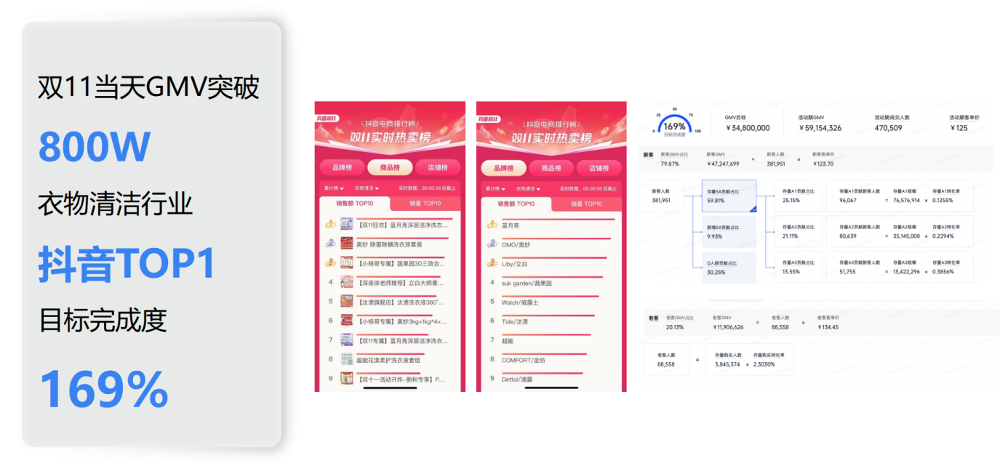 双11当天GMV突破
800W
衣物清洁行业
抖音TOP1
目标完成度
169%
抖音双11
抖音电商排行榜
双11实时热卖榜
品牌榜 商品榜 店铺榜
累计榜 衣物清洁 实时数据，00:00:34后截止
销售额 TOP10 销量 TOP10
1 【双11狂欢】蓝月亮深层洁净洗衣...
2 奥妙 除菌除螨洗衣液套装
3 【小杨哥专属】蔬果园3D三效合...
4 【深夜徐老师推荐】立白大师香...
5 【汰渍旗舰店】汰渍洗衣液360°...
6 【小杨哥专属】奥妙3kg+1kg*4+...
7 【双11专属】蓝月亮深层洁净洗衣...
8 超能花漾柔护洗衣液套组
9 【双十一活动开炸-新粉专享】P...
抖音双11
抖音电商排行榜
双11实时热卖榜
品牌榜 商品榜 店铺榜
累计榜 衣物清洁 实时数据，00:00:58后截止
销售额 TOP10 销量 TOP10
1 蓝月亮
2 OMO/奥妙
3 Liby/立白
4 suk garden/蔬果园
5 Walch/威露士
6 Tide/汰渍
7 超能
8 COMFORT/金纺
9 Dettol/滴露
0 25 50 75 100
169%
目标完成度
GMV目标 活动期GMV 活动期成交人数 活动期客单价
￥34,800,000 ￥59,154,326 470,509 ￥125
新客 新客GMV占比 新客GMV 新客人数 新客客单价
79.87% ￥47,247,699 = 381,951 × ￥123.70
新客人数
381,951
存量5A贡献占比
59.81%
新增5A贡献占比
9.93%
O人群贡献占比
30.25%
存量A1贡献占比 存量A1贡献新客人数 存量A1规模 存量A1转化率
25.15% 96,067 = 76,576,914 × 0.1255%
存量A2贡献占比 存量A2贡献新客人数 存量A2规模 存量A2转化率
21.11% 80,639 = 35,145,008 × 0.2294%
存量A3贡献占比 存量A3贡献新客人数 存量A3规模 存量A3转化率
13.55% 51,755 = 13,422,296 × 0.3856%
老客 老客GMV占比 老客GMV 老客人数 老客客单价
20.13% ￥11,906,626 = 88,558 × ￥134.45
老客人数 存量购买人数 存量购买转化率
88,558 = 3,845,374 × 2.3030%